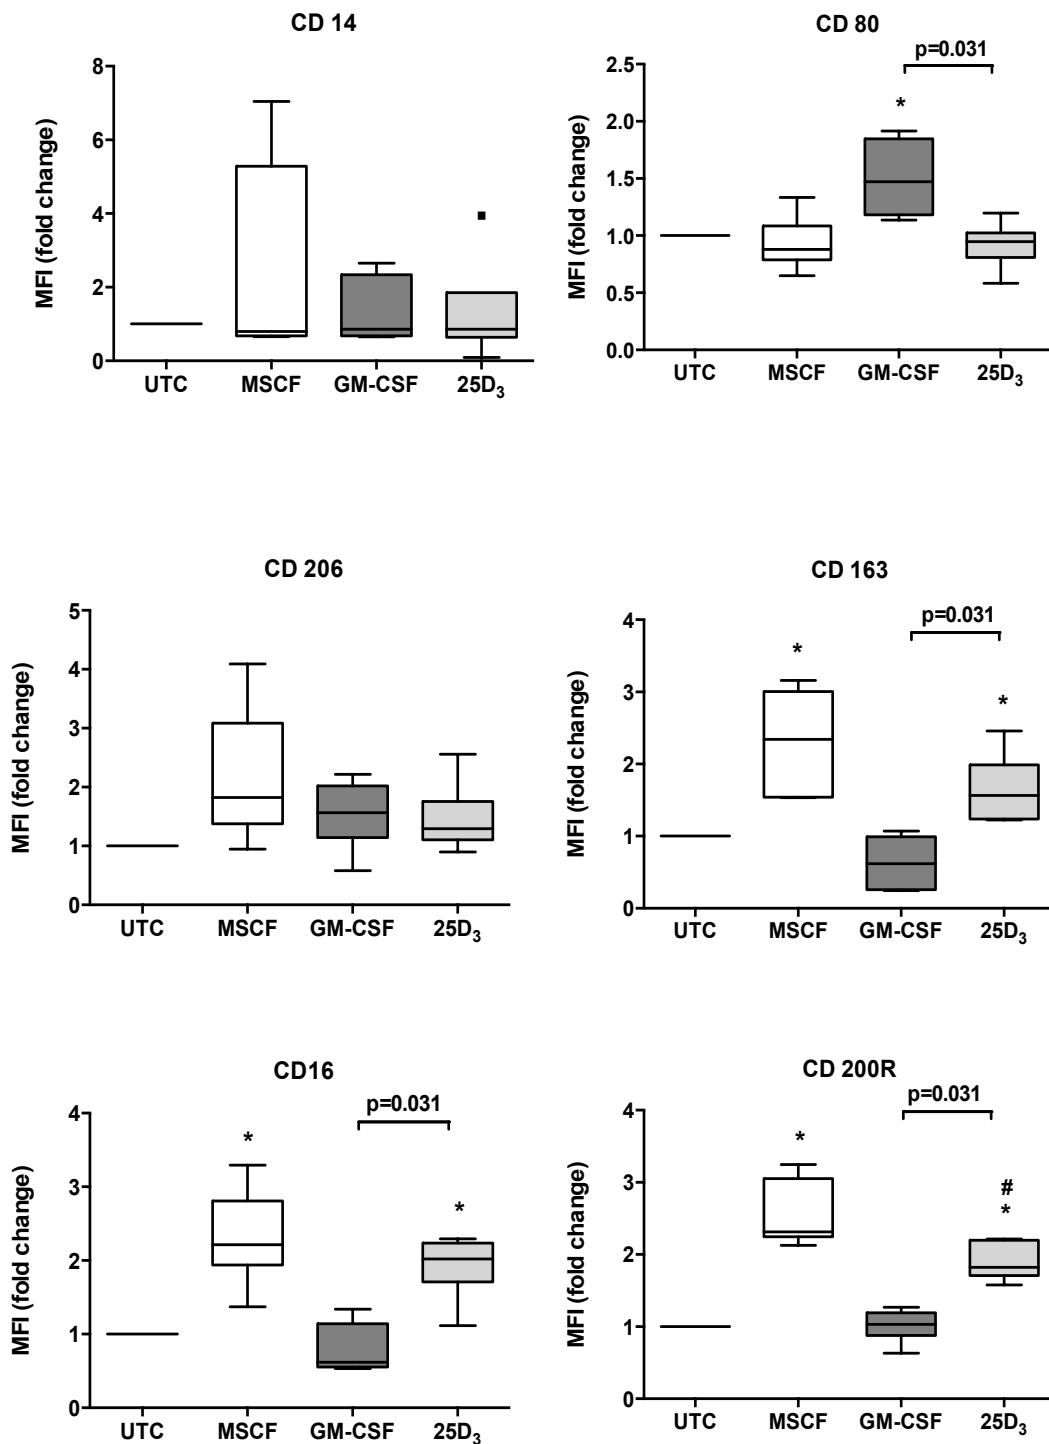 CD 14
MFI (fold change)
8
6
4
2
0
UTC MSCF GM-CSF 25D₃
CD 80
p=0.031
*
MFI (fold change)
2.5
2.0
1.5
1.0
0.5
0.0
UTC MSCF GM-CSF 25D₃
CD 206
MFI (fold change)
5
4
3
2
1
0
UTC MSCF GM-CSF 25D₃
CD 163
p=0.031
* *
MFI (fold change)
4
3
2
1
0
UTC MSCF GM-CSF 25D₃
CD16
p=0.031
* *
MFI (fold change)
4
3
2
1
0
UTC MSCF GM-CSF 25D₃
CD 200R
p=0.031
*
#
*
MFI (fold change)
4
3
2
1
0
UTC MSCF GM-CSF 25D₃